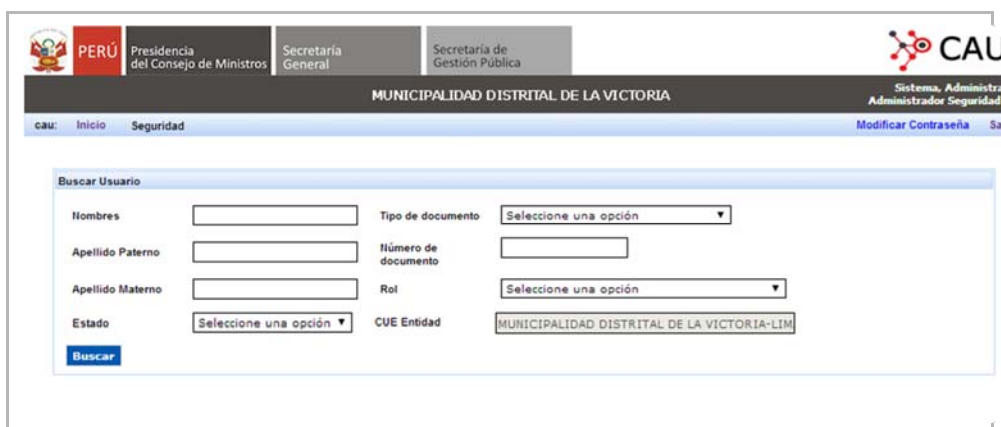 PERÚ Presidencia del Consejo de Ministros Secretaría General Secretaría de Gestión Pública CAU
MUNICIPALIDAD DISTRITAL DE LA VICTORIA
Sistema, Administra
Administrador Seguridad
cau: Inicio Seguridad Modificar Contraseña Sa
Buscar Usuario
Nombres Tipo de documento Seleccione una opción
Apellido Paterno Número de documento
Apellido Materno Rol Seleccione una opción
Estado Seleccione una opción CUE Entidad MUNICIPALIDAD DISTRITAL DE LA VICTORIA-LIM
Buscar